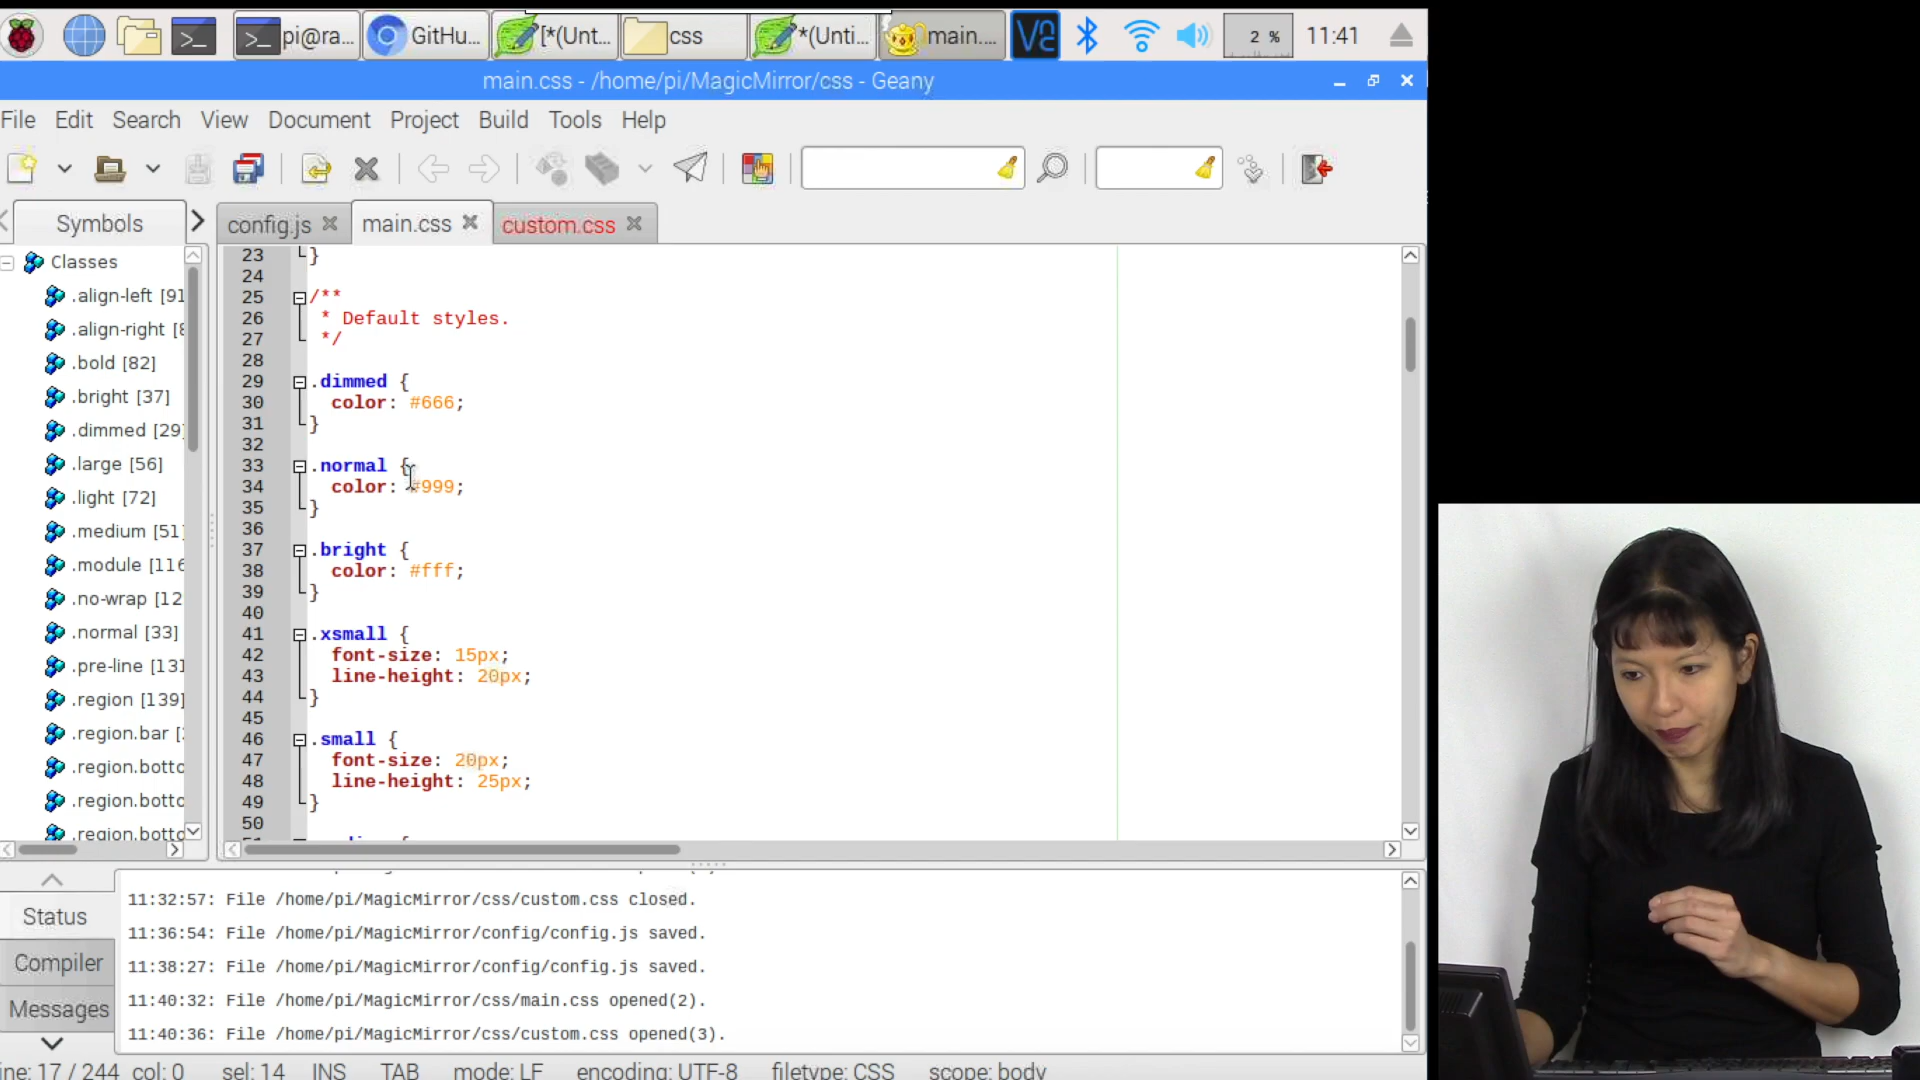 pi@ra...
GitHu...
[*(Unt...
css
*(Unti...
main....
2 %
11:41
main.css - /home/pi/MagicMirror/css - Geany
File Edit Search View Document Project Build Tools Help
Symbols
config.js
main.css
custom.css
Classes
.align-left [91
.align-right [8
.bold [82]
.bright [37]
.dimmed [29]
.large [56]
.light [72]
.medium [51]
.module [116
.no-wrap [12
.normal [33]
.pre-line [131
.region [139]
.region.bar [
.region.botto
.region.botto
.region.botto
23 }
24
25 /**
26 * Default styles.
27 */
28
29 .dimmed {
30 color: #666;
31 }
32
33 .normal {
34 color: #999;
35 }
36
37 .bright {
38 color: #fff;
39 }
40
41 .xsmall {
42 font-size: 15px;
43 line-height: 20px;
44 }
45
46 .small {
47 font-size: 20px;
48 line-height: 25px;
49 }
50
Status
Compiler
Messages
11:32:57: File /home/pi/MagicMirror/css/custom.css closed.
11:36:54: File /home/pi/MagicMirror/config/config.js saved.
11:38:27: File /home/pi/MagicMirror/config/config.js saved.
11:40:32: File /home/pi/MagicMirror/css/main.css opened(2).
11:40:36: File /home/pi/MagicMirror/css/custom.css opened(3).
ine: 17 / 244 col: 0 sel: 14 INS TAB mode: LF encoding: UTF-8 filetype: CSS scope: body